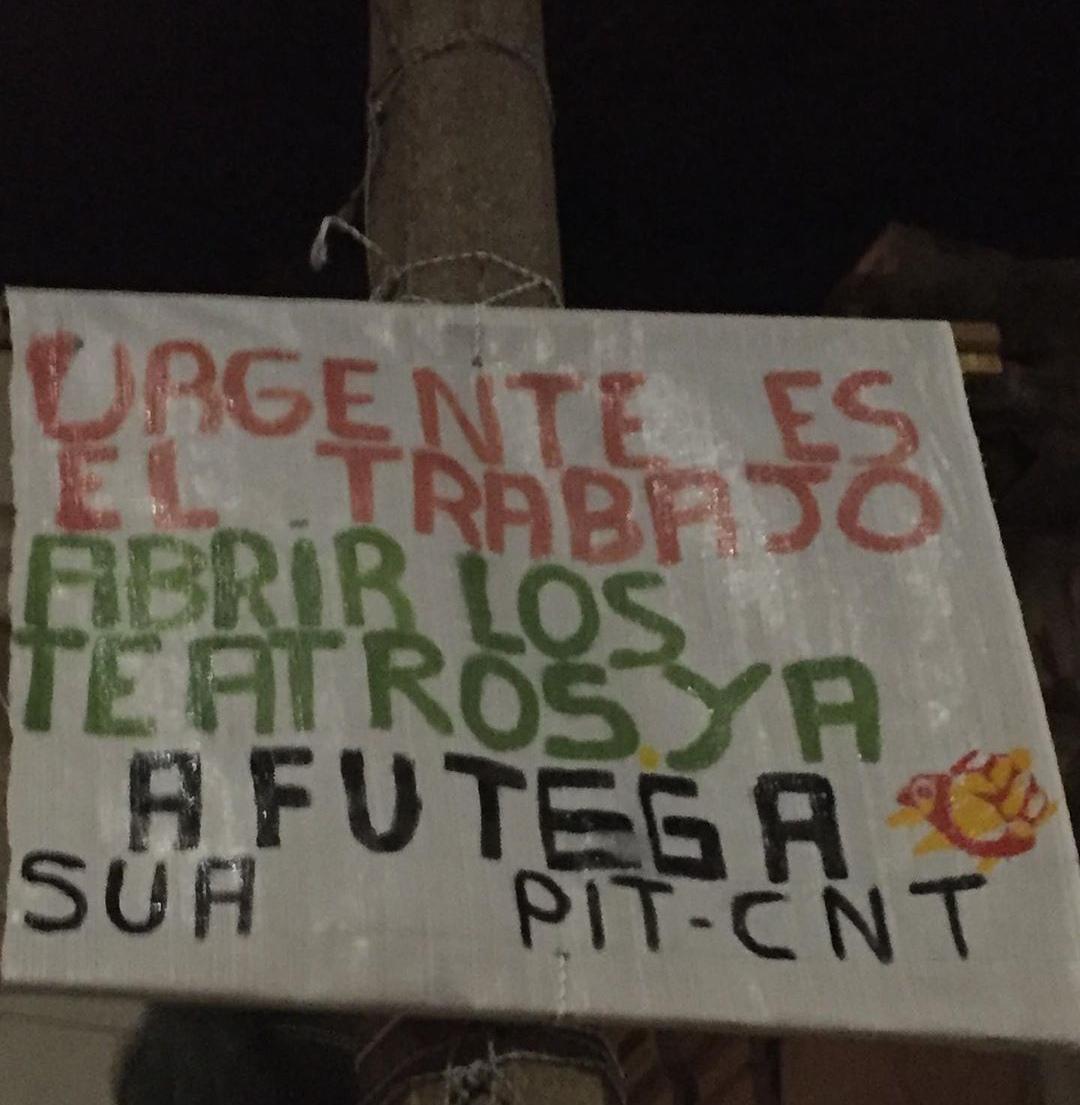 URGENTE ES
EL TRABAJO
ABRIR LOS
TEATROS YA
AFUTEGA
SUA PIT-CNT